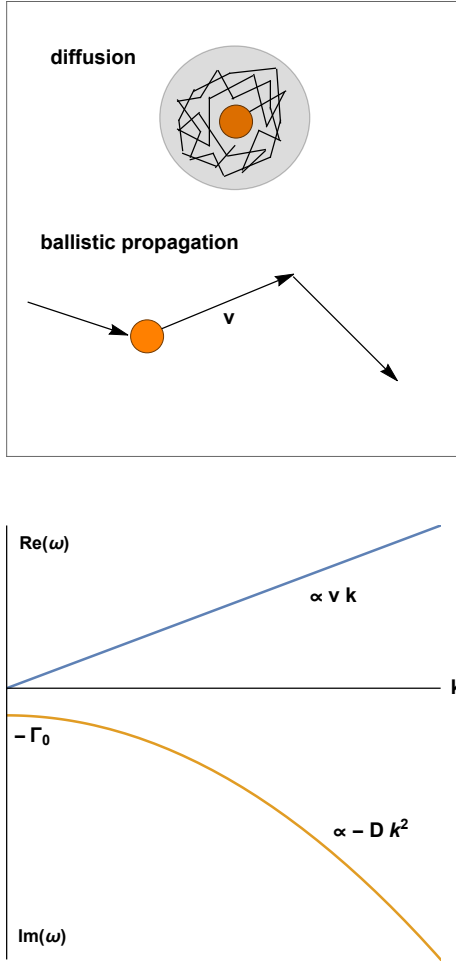 diffusion
ballistic propagation
v
Re(ω)
∝ v k
k
− Γ₀
∝ − D k²
Im(ω)